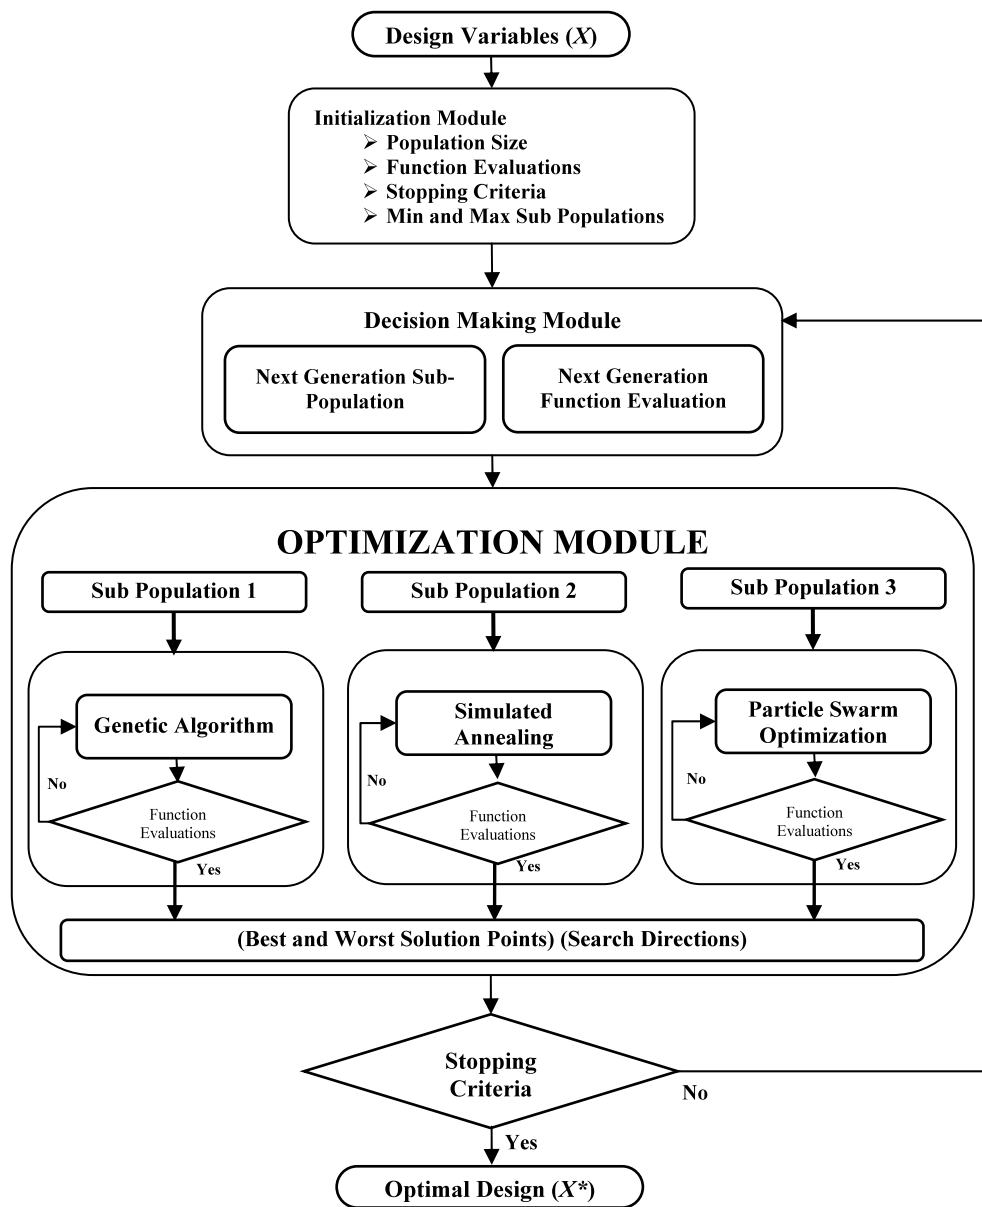 Design Variables (X)
Initialization Module
➢ Population Size
➢ Function Evaluations
➢ Stopping Criteria
➢ Min and Max Sub Populations
Decision Making Module
Next Generation Sub-
Population
Next Generation
Function Evaluation
OPTIMIZATION MODULE
Sub Population 1
Sub Population 2
Sub Population 3
Genetic Algorithm
Simulated
Annealing
Particle Swarm
Optimization
No
No
No
Function
Evaluations
Function
Evaluations
Function
Evaluations
Yes
Yes
Yes
(Best and Worst Solution Points) (Search Directions)
Stopping
Criteria
No
Yes
Optimal Design (X*)